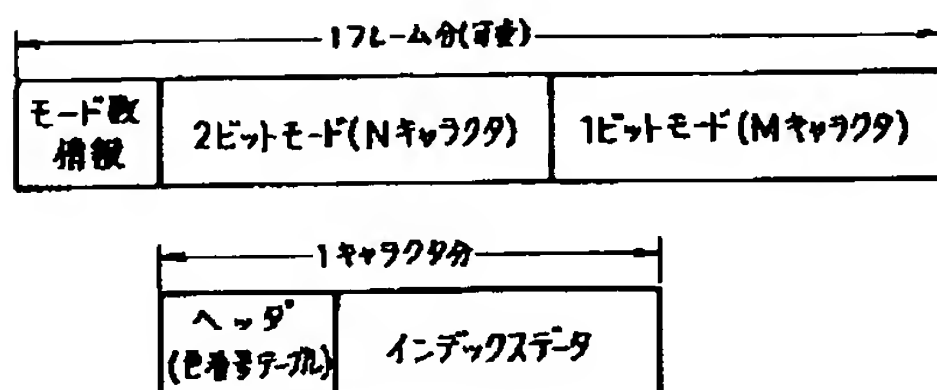 1フレーム分(可変)
モード数
情報
2ビットモード(Nキャラクタ)
1ビットモード(Mキャラクタ)
1キャラクタ分
ヘッダ
(色番号テーブル)
インデックスデータ